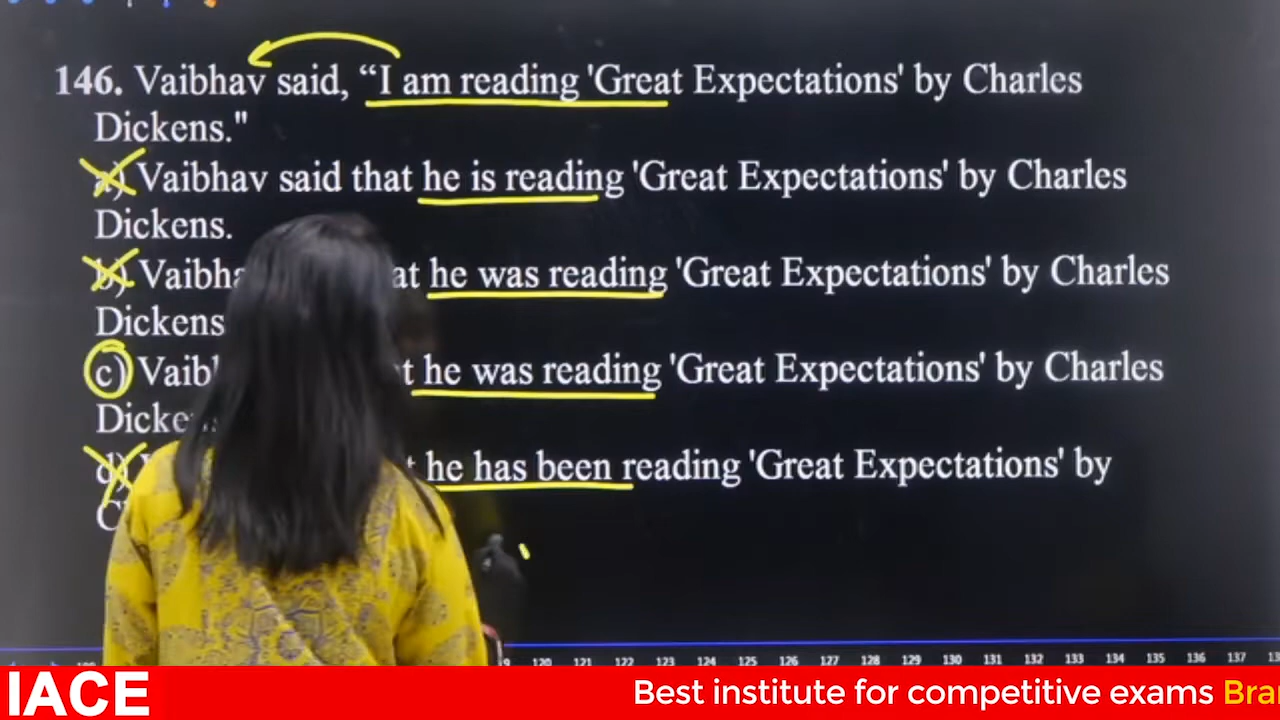 146. Vaibhav said, “I am reading 'Great Expectations' by Charles
Dickens."
a) Vaibhav said that he is reading 'Great Expectations' by Charles
Dickens.
b) Vaibha at he was reading 'Great Expectations' by Charles
Dickens
c) Vaib t he was reading 'Great Expectations' by Charles
Dicke
d) he has been reading 'Great Expectations' by
120 121 122 123 124 125 126 127 128 129 130 131 132 133 134 135 136 137
IACE Best institute for competitive exams Bra